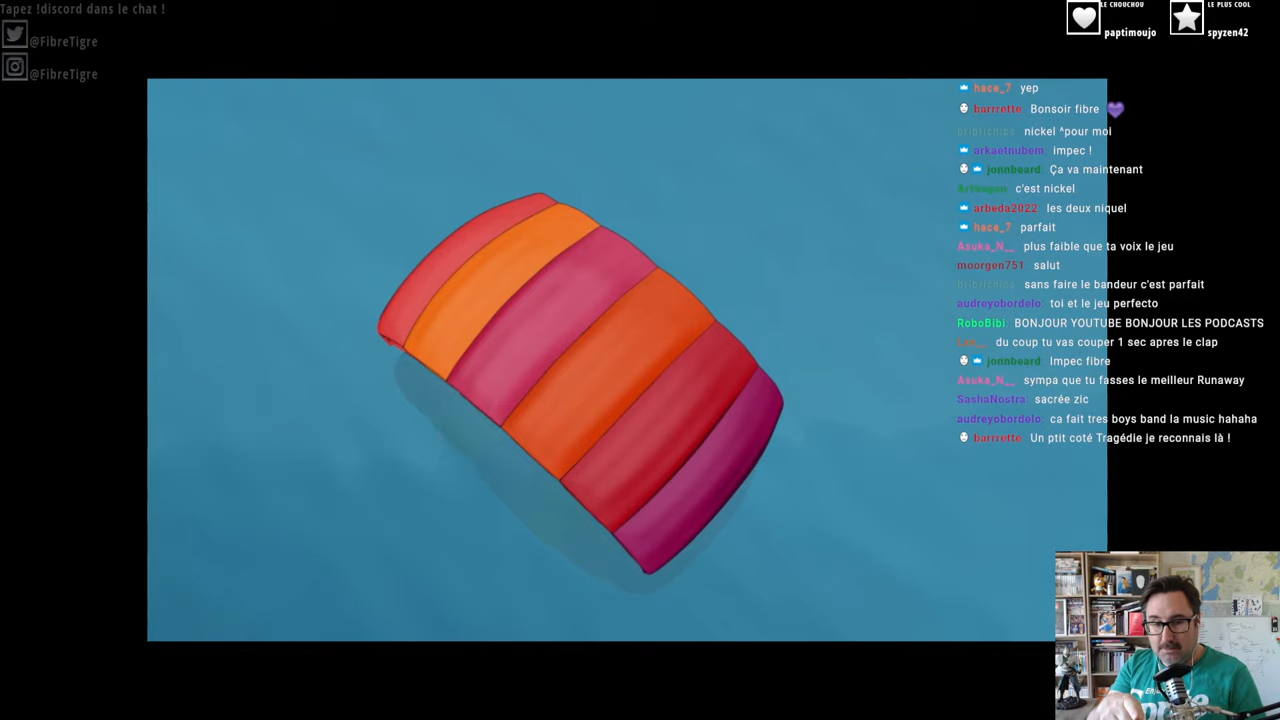 Tapez !discord dans le chat !
@FibreTigre
@FibreTigre
LE CHOUCHOU
paptimoujo
LE PLUS COOL
spyzen42
hace_7 yep
barrrette: Bonsoir fibre
nickel ^pour moi
arkaetnubem: impec !
jonnbeard: Ça va maintenant
c'est nickel
arbeda2022: les deux niquel
hace_7 parfait
Asuka_N__: plus faible que ta voix le jeu
moorgen751 salut
sans faire le bandeur c'est parfait
audreyobordelo: toi et le jeu perfecto
RoboBibi: BONJOUR YOUTUBE BONJOUR LES PODCASTS
du coup tu vas couper 1 sec apres le clap
jonnbeard: Impec fibre
Asuka_N__: sympa que tu fasses le meilleur Runaway
SashaNostra: sacrée zic
audreyobordelo: ca fait tres boys band la music hahaha
barrrette: Un ptit coté Tragédie je reconnais là !